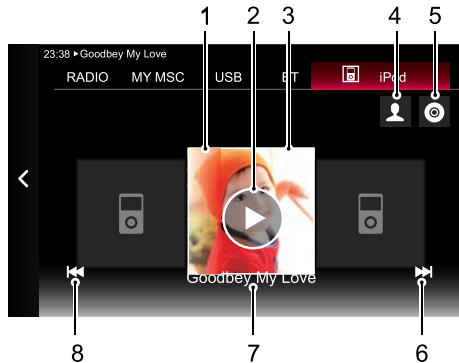 1 2 3 4 5
23:38 ▸Goodbey My Love
RADIO MY MSC USB BT iPod
Goodbey My Love
8 7 6